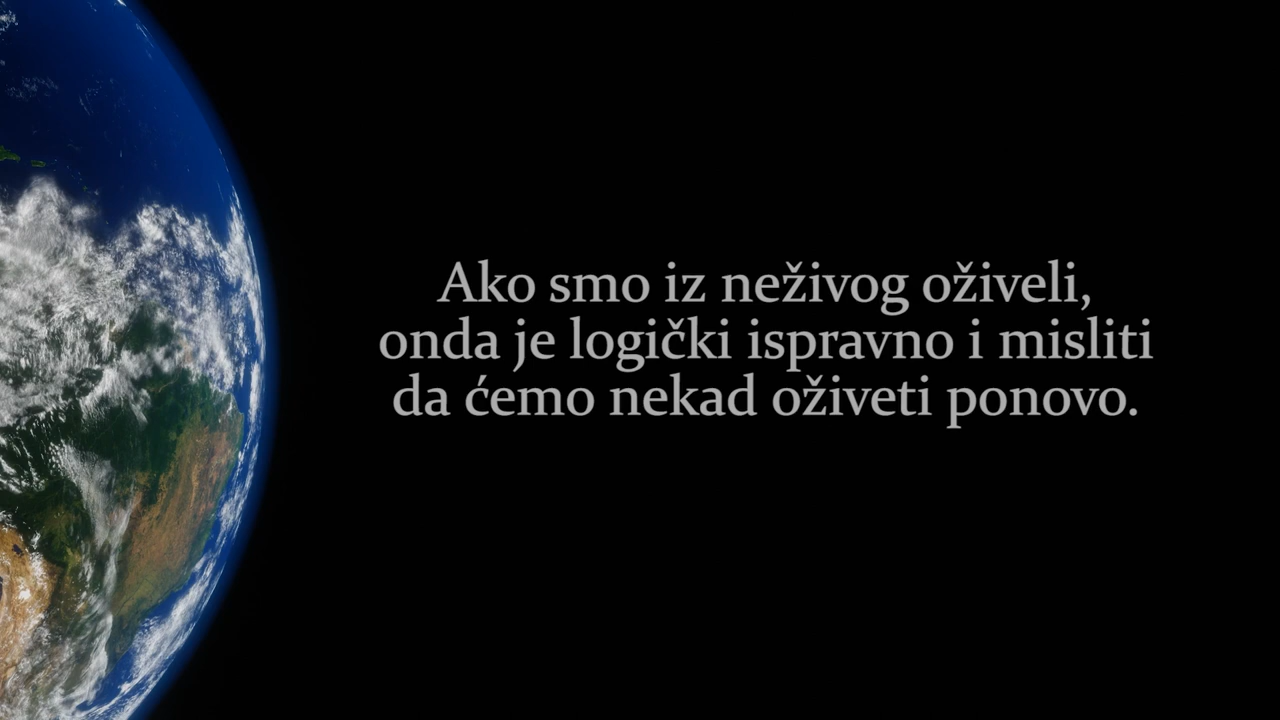 Ako smo iz neživog oživeli,
onda je logički ispravno i misliti
da ćemo nekad oživeti ponovo.